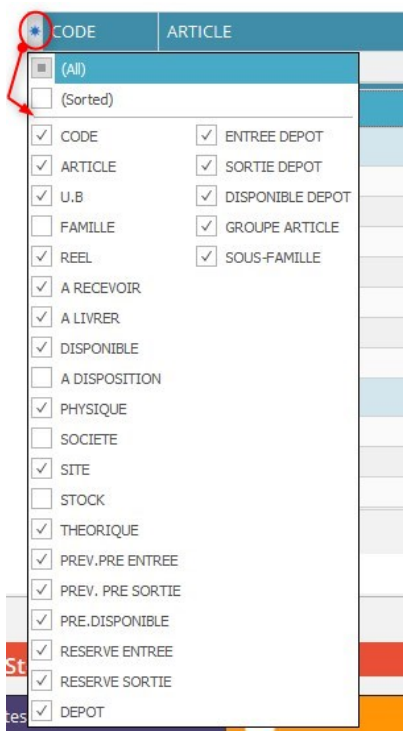 CODE ARTICLE
(All)
(Sorted)
CODE
ARTICLE
U.B
FAMILLE
REEL
A RECEVOIR
A LIVRER
DISPONIBLE
A DISPOSITION
PHYSIQUE
SOCIETE
SITE
STOCK
THEORIQUE
PREV.PRE ENTREE
PREV. PRE SORTIE
PRE.DISPONIBLE
RESERVE ENTREE
RESERVE SORTIE
DEPOT
ENTREE DEPOT
SORTIE DEPOT
DISPONIBLE DEPOT
GROUPE ARTICLE
SOUS-FAMILLE
St
tes